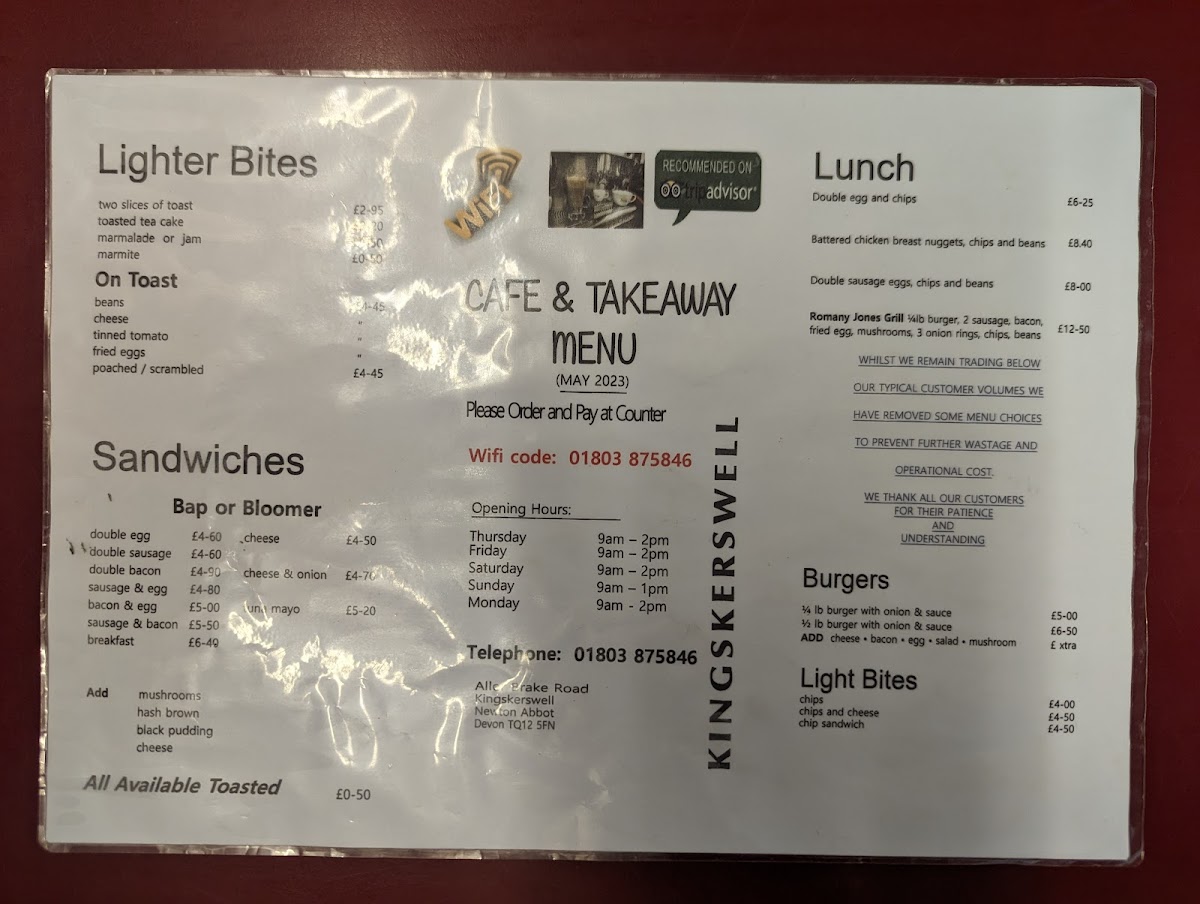 Lighter Bites
two slices of toast £2-95
toasted tea cake
marmalade or jam
marmite £0-50
On Toast
beans
cheese "
tinned tomato "
fried eggs "
poached / scrambled £4-45
Sandwiches
Bap or Bloomer
double egg £4-60 cheese £4-50
double sausage £4-60
double bacon £4-90 cheese & onion £4-70
sausage & egg £4-80
bacon & egg £5-00 tuna mayo £5-20
sausage & bacon £5-50
breakfast £6-49
Add mushrooms
hash brown
black pudding
cheese
All Available Toasted £0-50
WiFi
RECOMMENDED ON
tripadvisor
CAFE & TAKEAWAY
MENU
(MAY 2023)
Please Order and Pay at Counter
Wifi code: 01803 875846
Opening Hours:
Thursday 9am – 2pm
Friday 9am – 2pm
Saturday 9am – 2pm
Sunday 9am – 1pm
Monday 9am - 2pm
Telephone: 01803 875846
Brake Road
Kingskerswell
Newton Abbot
Devon TQ12 5FN
KINGSKERSWELL
Lunch
Double egg and chips £6-25
Battered chicken breast nuggets, chips and beans £8.40
Double sausage eggs, chips and beans £8-00
Romany Jones Grill ¼lb burger, 2 sausage, bacon,
fried egg, mushrooms, 3 onion rings, chips, beans £12-50
WHILST WE REMAIN TRADING BELOW
OUR TYPICAL CUSTOMER VOLUMES WE
HAVE REMOVED SOME MENU CHOICES
TO PREVENT FURTHER WASTAGE AND
OPERATIONAL COST.
WE THANK ALL OUR CUSTOMERS
FOR THEIR PATIENCE
AND
UNDERSTANDING
Burgers
¼ lb burger with onion & sauce £5-00
½ lb burger with onion & sauce £6-50
ADD cheese • bacon • egg • salad • mushroom £ xtra
Light Bites
chips £4-00
chips and cheese £4-50
chip sandwich £4-50